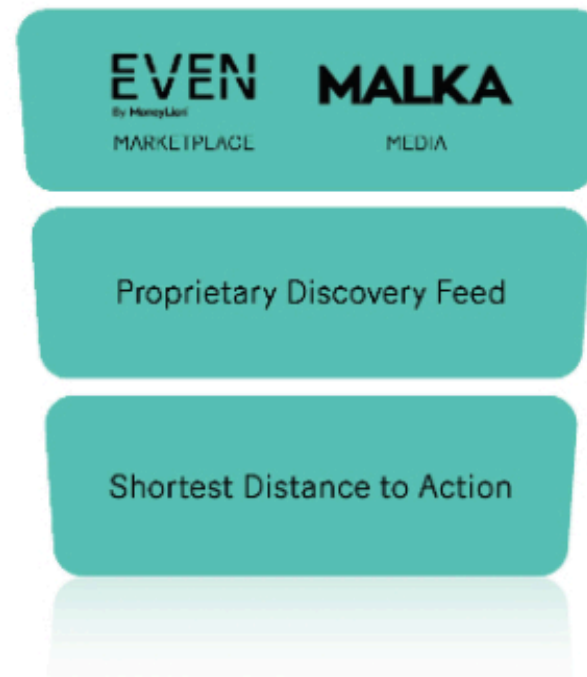 EVEN MALKA
By MoneyLion
MARKETPLACE MEDIA
Proprietary Discovery Feed
Shortest Distance to Action